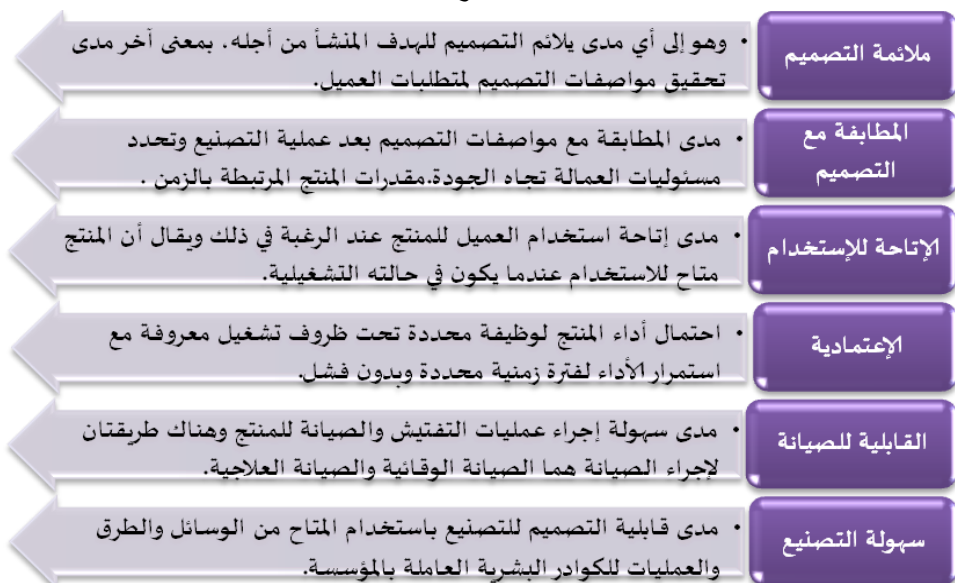 ملائمة التصميم
• وهو إلى أي مدى يلائم التصميم للهدف المنشأ من أجله. بمعنى آخر مدى
تحقيق مواصفات التصميم لمتطلبات العميل.
المطابقة مع
التصميم
• مدى المطابقة مع مواصفات التصميم بعد عملية التصنيع وتحدد
مسئوليات العمالة تجاه الجودة.مقدرات المنتج المرتبطة بالزمن .
الإتاحة للإستخدام
• مدى إتاحة استخدام العميل للمنتج عند الرغبة في ذلك ويقال أن المنتج
متاح للاستخدام عندما يكون في حالته التشغيلية.
الإعتمادية
• احتمال أداء المنتج لوظيفة محددة تحت ظروف تشغيل معروفة مع
استمرار الأداء لفترة زمنية محددة وبدون فشل.
القابلية للصيانة
• مدى سهولة إجراء عمليات التفتيش والصيانة للمنتج وهناك طريقتان
لإجراء الصيانة هما الصيانة الوقائية والصيانة العلاجية.
سهولة التصنيع
• مدى قابلية التصميم للتصنيع باستخدام المتاح من الوسائل والطرق
والعمليات للكوادر البشرية العاملة بالمؤسسة.